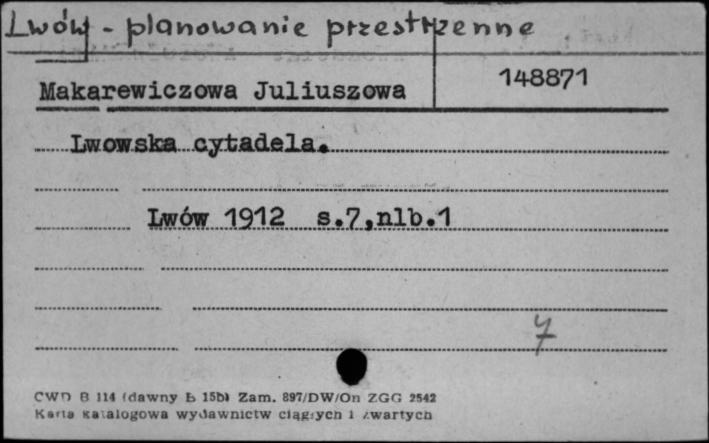 Lwów - planowanie przestrzenne
Makarewiczowa Juliuszowa
148871
Lwowska cytadela.
Lwów 1912 s.7,nlb.1
7
CWD B 114 (dawny B 15b) Zam. 897/DW/On ZGG 2542
Karta katalogowa wydawnictw ciągłych i zwartych